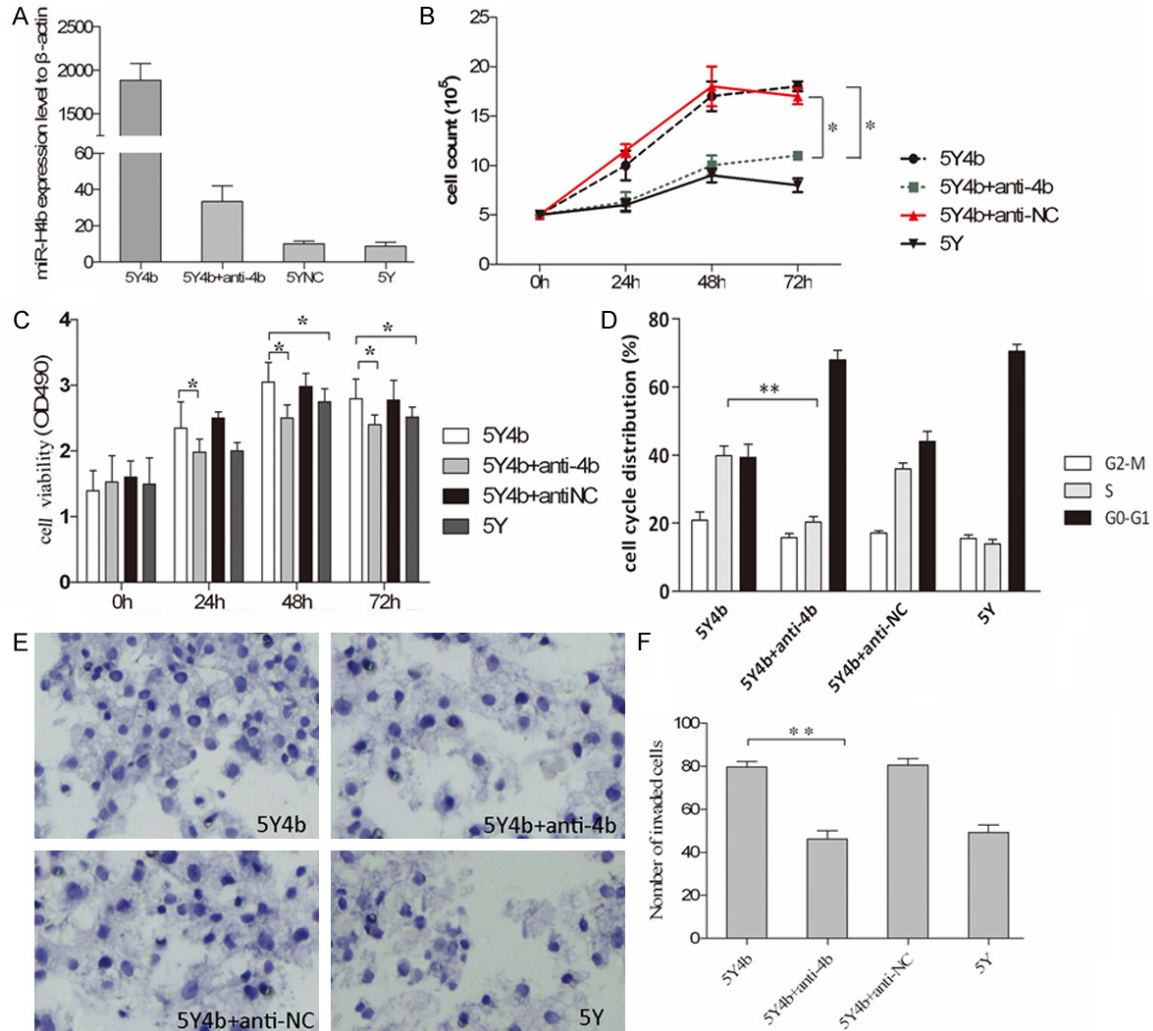 A
miR-H4b expression level to β-actin
2500
2000
1500
60
40
20
0
5Y4b
5Y4b+anti-4b
5YNC
5Y
B
cell count (10⁵)
25
20
15
10
5
0
0h
24h
48h
72h
*
*
5Y4b
5Y4b+anti-4b
5Y4b+anti-NC
5Y
C
cell viability (OD490)
4
3
2
1
0
*
*
*
*
*
0h
24h
48h
72h
5Y4b
5Y4b+anti-4b
5Y4b+antiNC
5Y
D
cell cycle distribution (%)
80
60
40
20
0
**
5Y4b
5Y4b+anti-4b
5Y4b+anti-NC
5Y
G2-M
S
G0-G1
E
5Y4b
5Y4b+anti-4b
5Y4b+anti-NC
5Y
F
Nomber of invaded cells
100
80
60
40
20
0
**
5Y4b
5Y4b+anti-4b
5Y4b+anti-NC
5Y